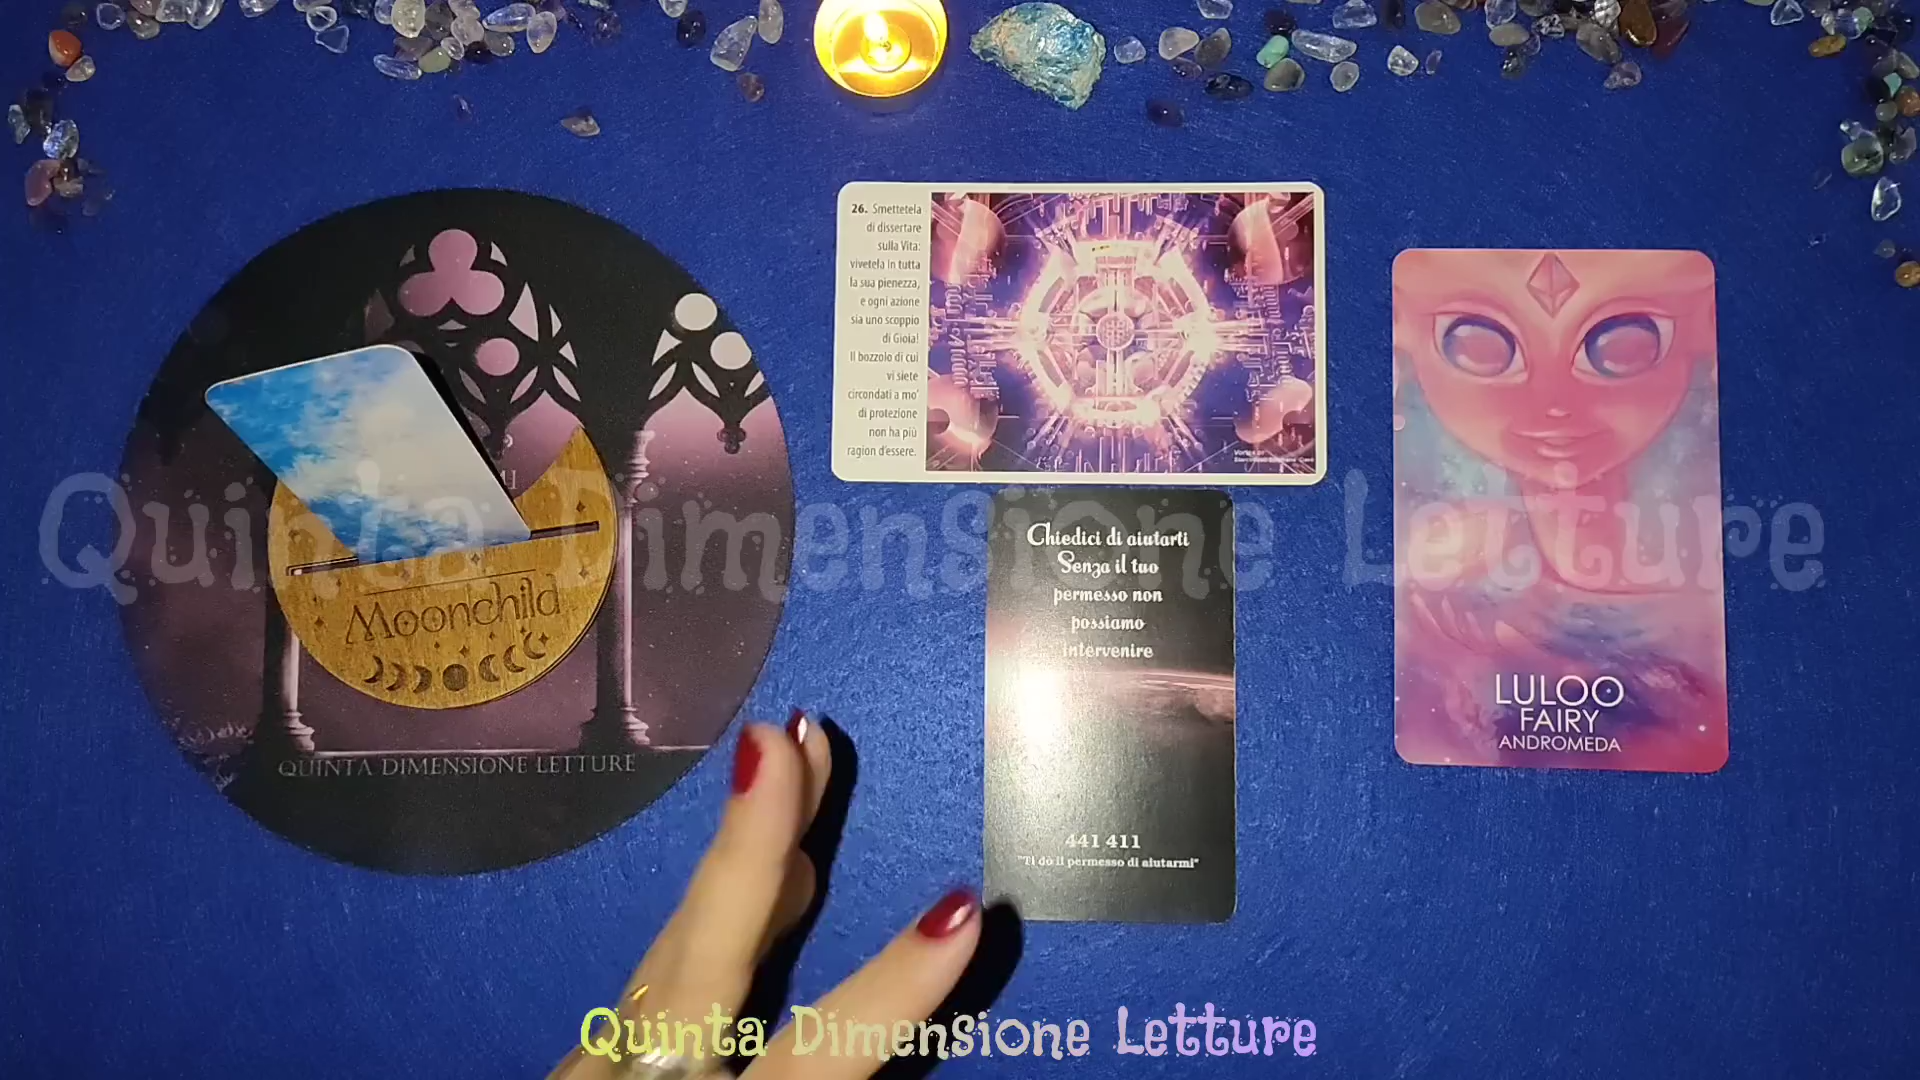 26. Smettetela
di dissertare
sulla Vita:
vivetela in tutta
la sua pienezza,
e ogni azione
sia uno scoppio
di Gioia!
Il bozzolo di cui
vi siete
circondati a mo'
di protezione
non ha più
ragion d'essere.
Quinta Dimensione Letture
Chiedici di aiutarti
Senza il tuo
permesso non
possiamo
intervenire
441 411
"Ti dò il permesso di aiutarmi"
LULOO
FAIRY
ANDROMEDA
Moonchild
QUINTA DIMENSIONE LETTURE
Quinta Dimensione Letture